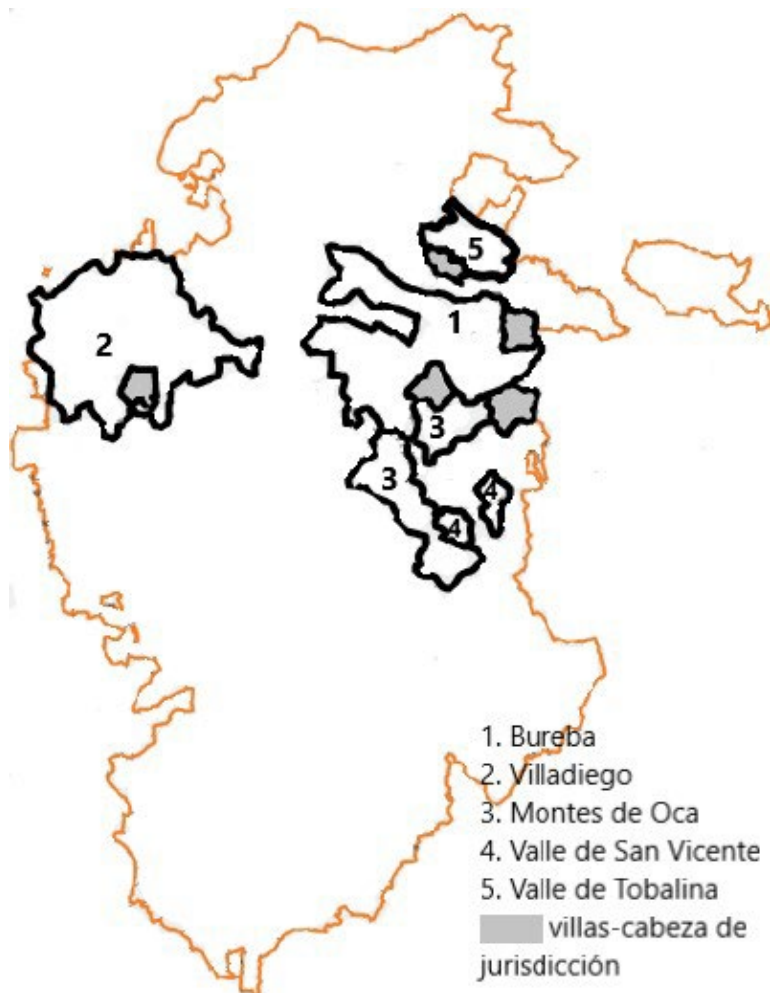 5
1
2
3
3
4
4
1. Bureba
2. Villadiego
3. Montes de Oca
4. Valle de San Vicente
5. Valle de Tobalina
villas-cabeza de
jurisdicción